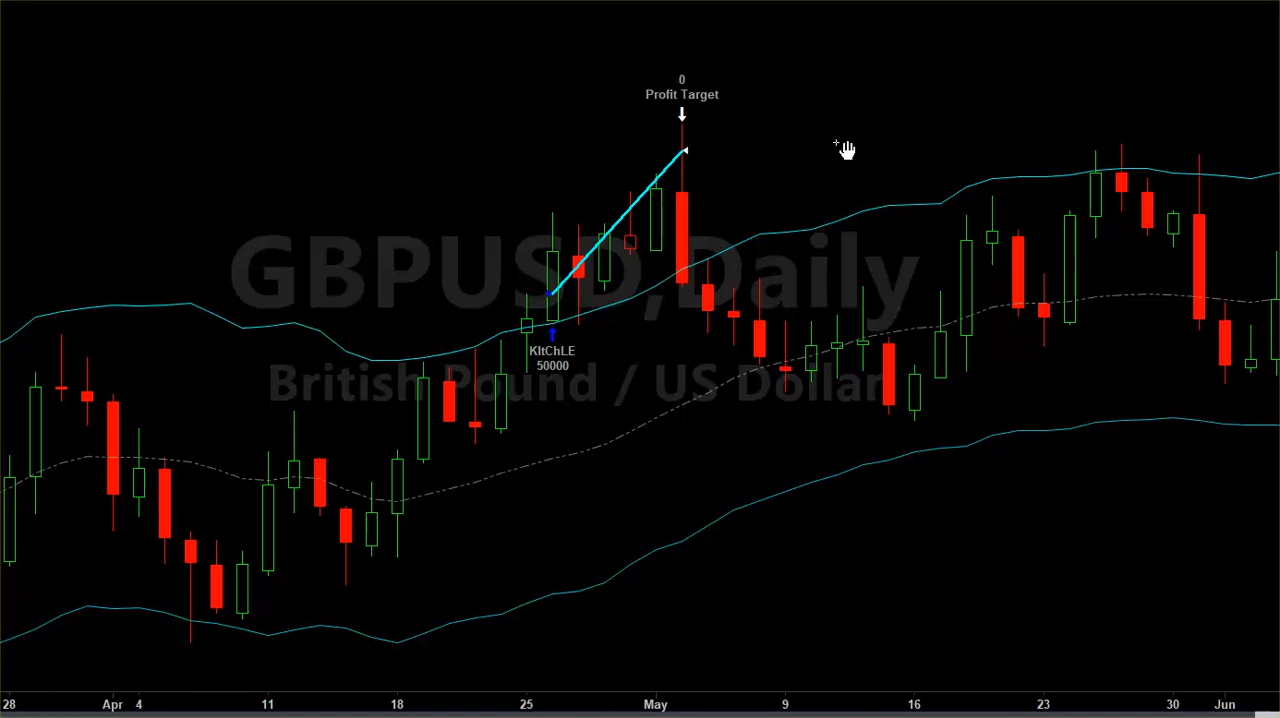 0
Profit Target
GBPUSD,Daily
KltChLE
50000
British Pound / US Dollar
28 Apr 4 11 18 25 May 9 16 23 30 Jun